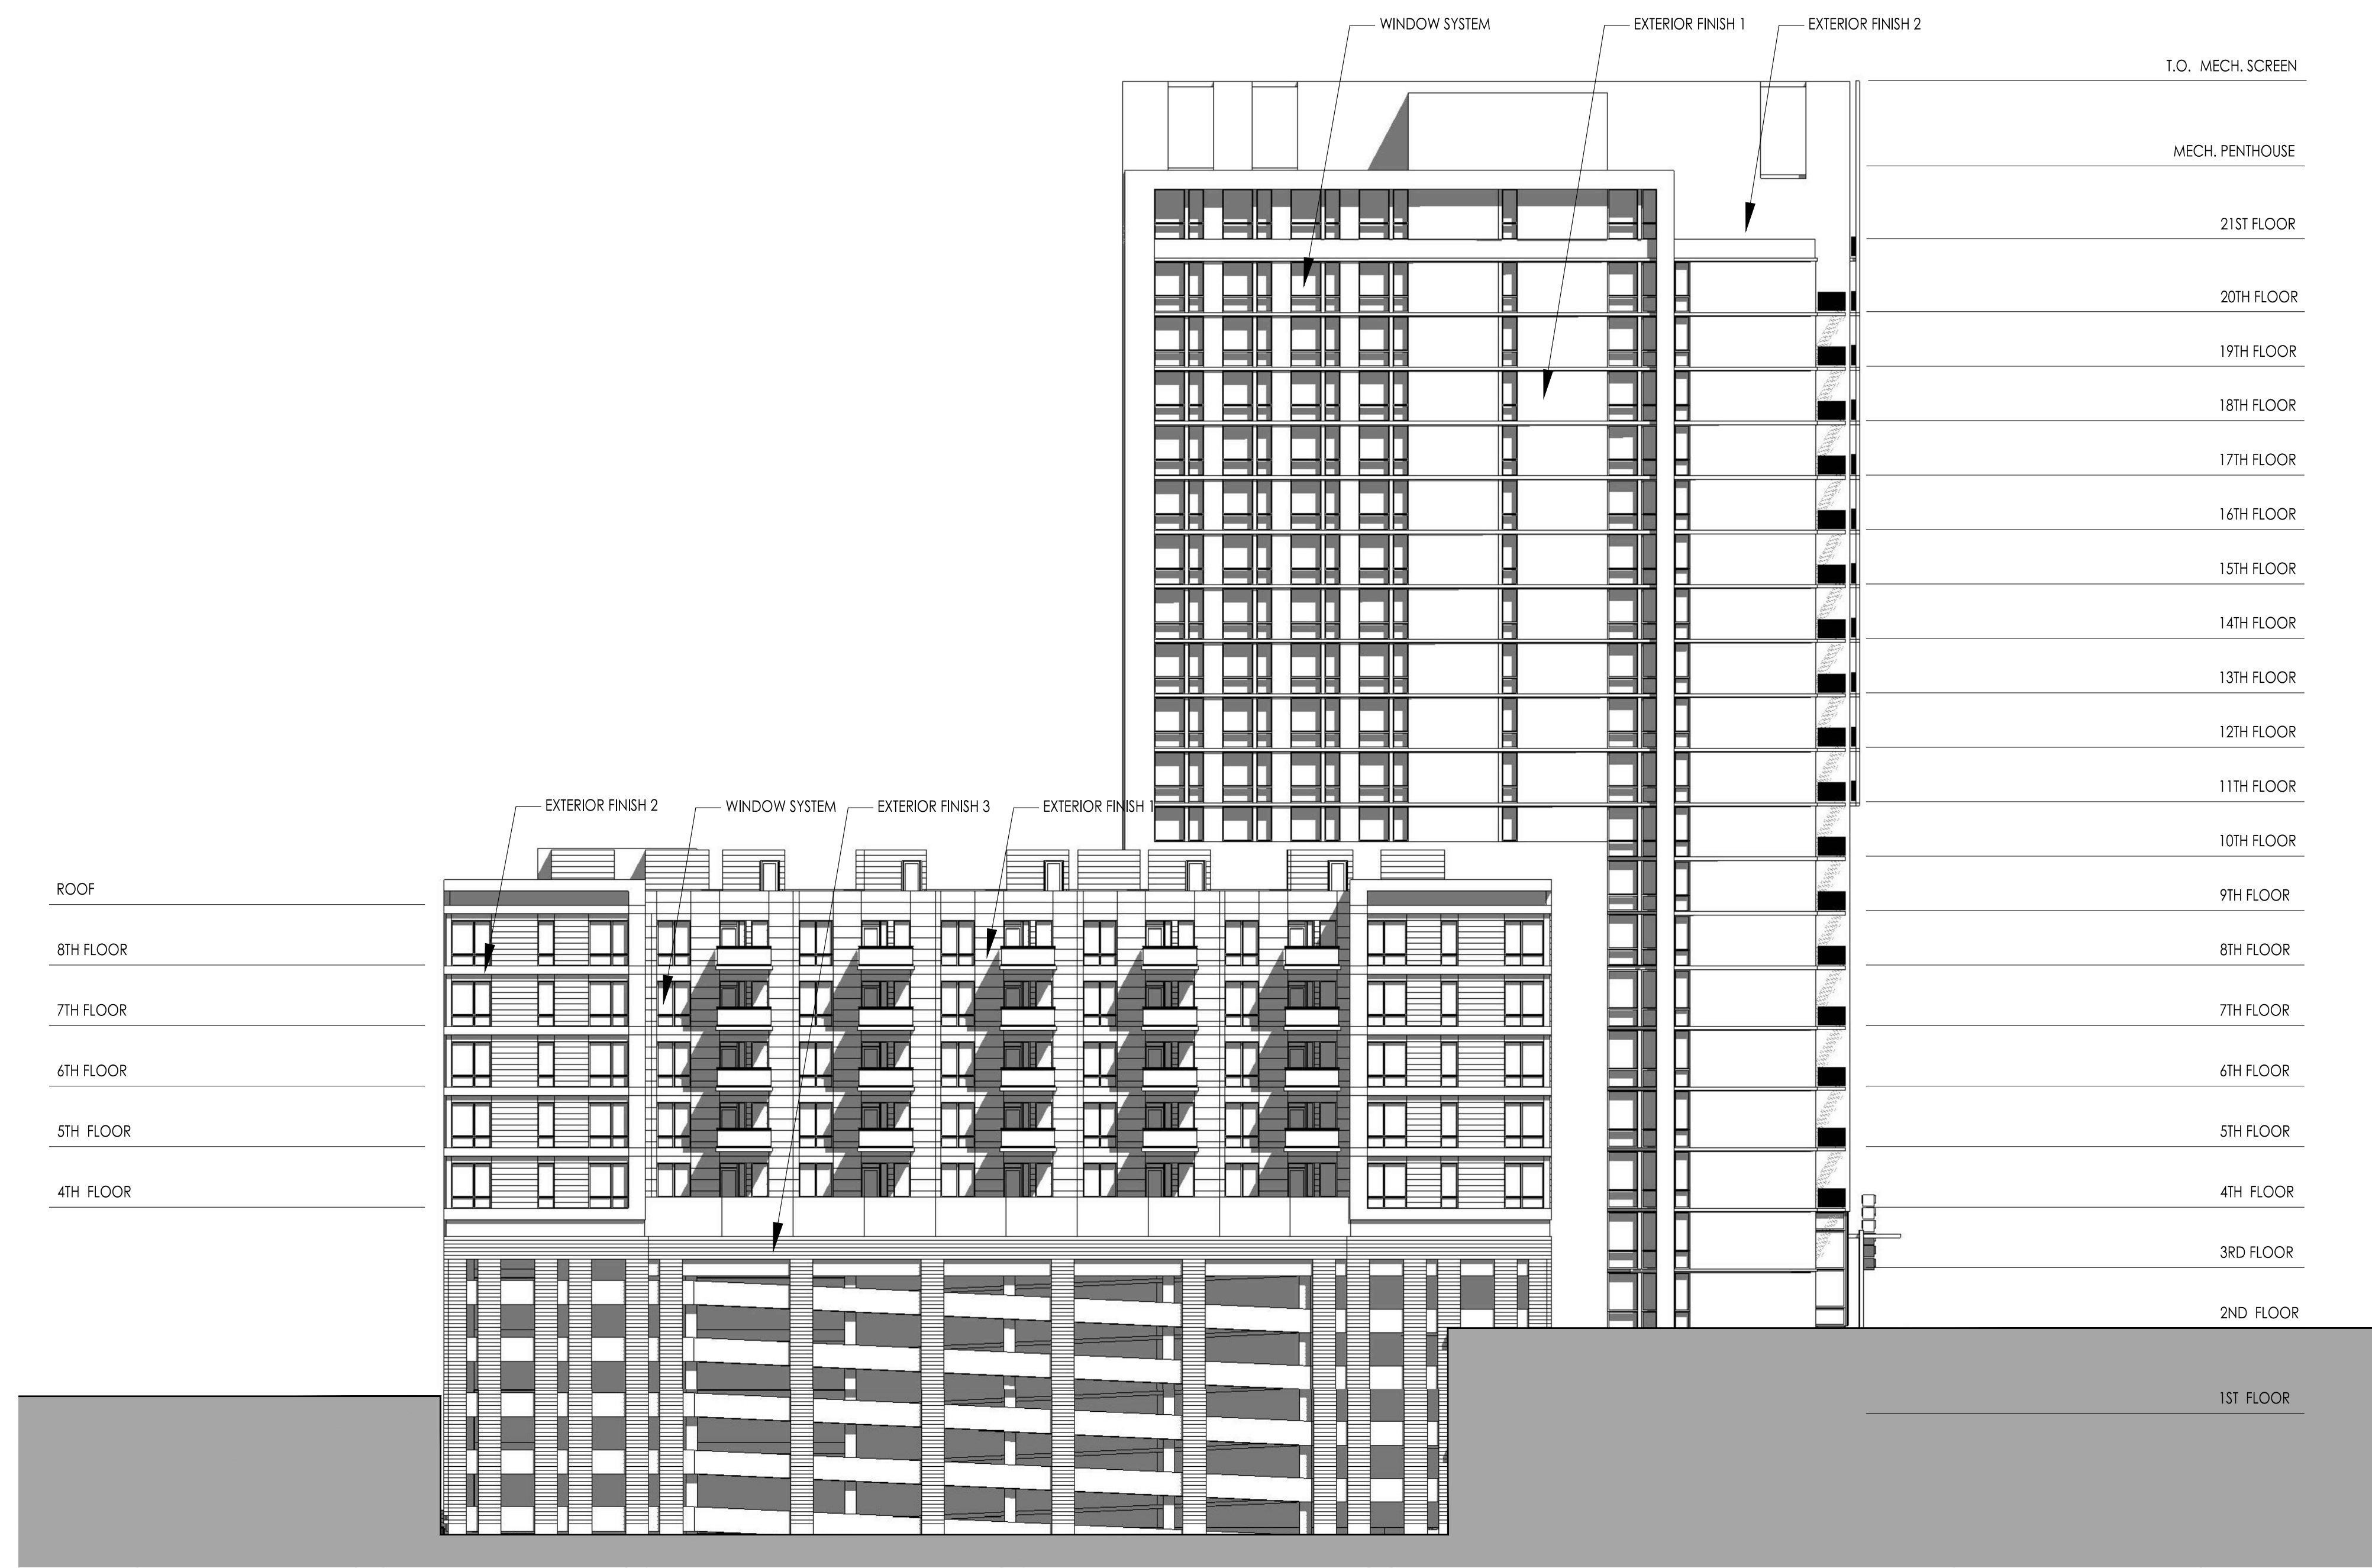 WINDOW SYSTEM
EXTERIOR FINISH 1
EXTERIOR FINISH 2
T.O. MECH. SCREEN
MECH. PENTHOUSE
21ST FLOOR
20TH FLOOR
19TH FLOOR
18TH FLOOR
17TH FLOOR
16TH FLOOR
15TH FLOOR
14TH FLOOR
13TH FLOOR
12TH FLOOR
11TH FLOOR
10TH FLOOR
9TH FLOOR
8TH FLOOR
7TH FLOOR
6TH FLOOR
5TH FLOOR
4TH FLOOR
3RD FLOOR
2ND FLOOR
1ST FLOOR
EXTERIOR FINISH 2
WINDOW SYSTEM
EXTERIOR FINISH 3
EXTERIOR FINISH 1
ROOF
8TH FLOOR
7TH FLOOR
6TH FLOOR
5TH FLOOR
4TH FLOOR